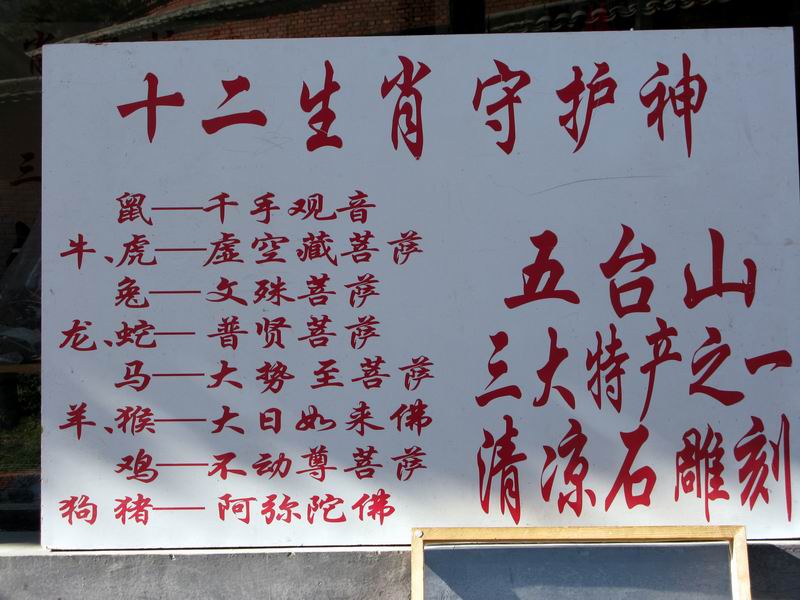 十二生肖守护神
鼠——千手观音
牛、虎——虚空藏菩萨
兔——文殊菩萨
龙、蛇——普贤菩萨
马——大势至菩萨
羊、猴——大日如来佛
鸡——不动尊菩萨
狗猪——阿弥陀佛
五台山
三大特产之一
清凉石雕刻